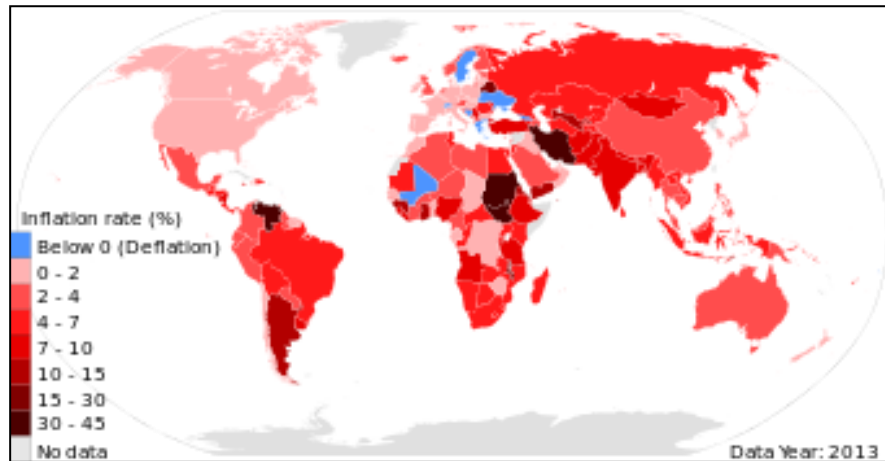 Inflation rate (%)
Below 0 (Deflation)
0 - 2
2 - 4
4 - 7
7 - 10
10 - 15
15 - 30
30 - 45
No data
Data Year: 2013